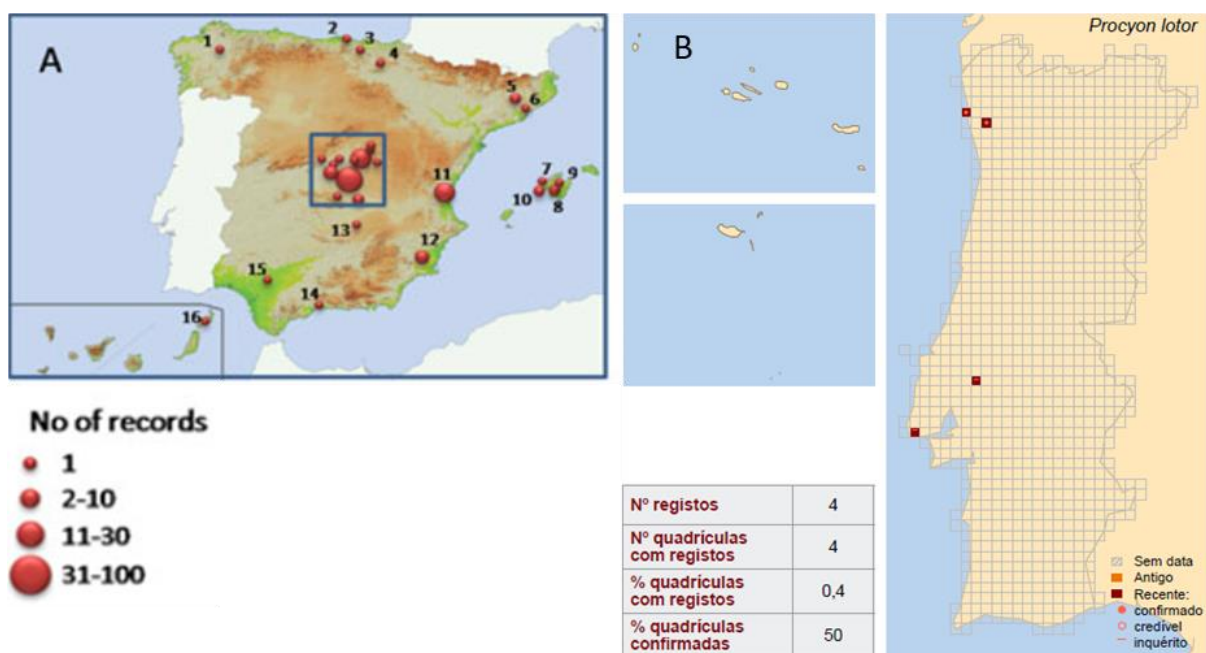 A
1
2
3
4
5
6
7
9
10
8
11
12
13
14
15
16
No of records
1
2-10
11-30
31-100
B
Nº registos 4
Nº quadrículas
com registos 4
% quadrículas
com registos 0,4
% quadrículas
confirmadas 50
Procyon lotor
Sem data
Antigo
Recente:
confirmado
credível
inquérito